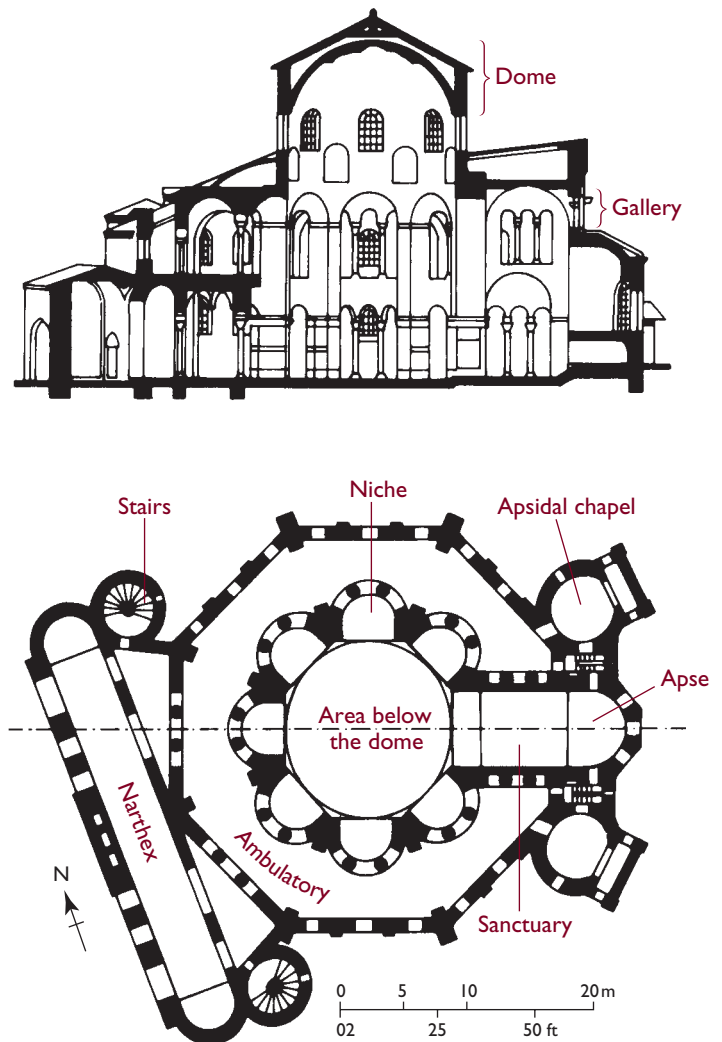 Dome
Gallery
Niche
Stairs
Apsidal chapel
Apse
Area below
the dome
Narthex
Ambulatory
N
Sanctuary
0 5 10 20 m
02 25 50 ft